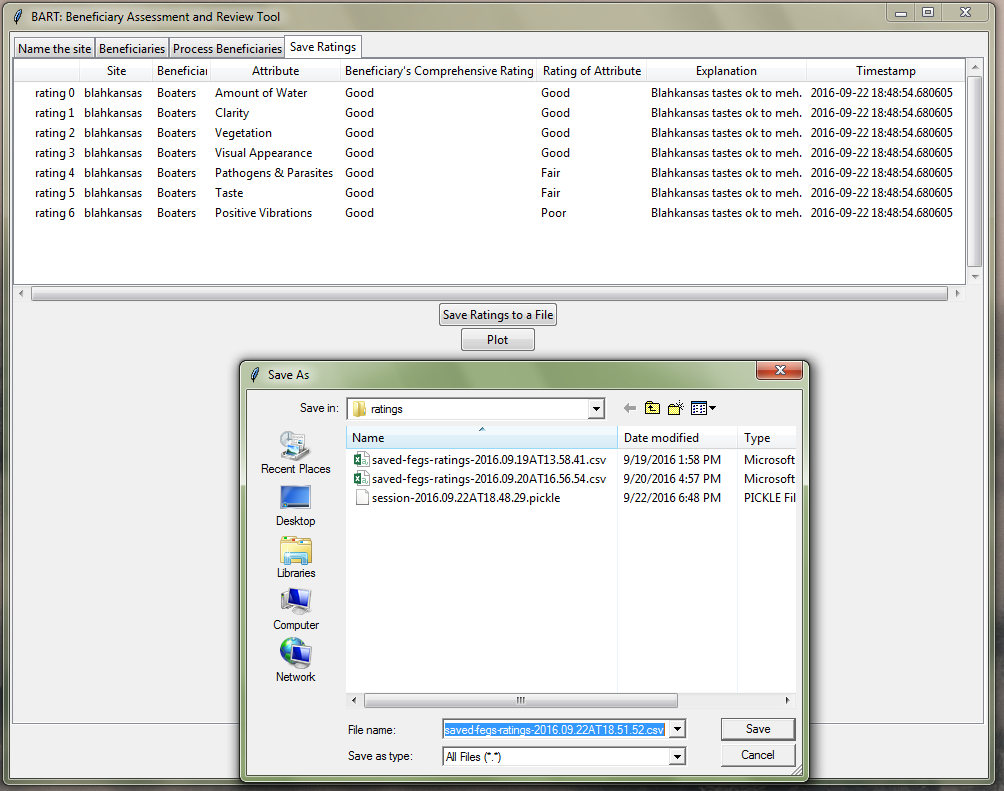 BART: Beneficiary Assessment and Review Tool
Name the site Beneficiaries Process Beneficiaries Save Ratings
Site Beneficiar Attribute Beneficiary's Comprehensive Rating Rating of Attribute Explanation Timestamp
rating 0 blahkansas Boaters Amount of Water Good Good Blahkansas tastes ok to meh. 2016-09-22 18:48:54.680605
rating 1 blahkansas Boaters Clarity Good Good Blahkansas tastes ok to meh. 2016-09-22 18:48:54.680605
rating 2 blahkansas Boaters Vegetation Good Good Blahkansas tastes ok to meh. 2016-09-22 18:48:54.680605
rating 3 blahkansas Boaters Visual Appearance Good Good Blahkansas tastes ok to meh. 2016-09-22 18:48:54.680605
rating 4 blahkansas Boaters Pathogens & Parasites Good Fair Blahkansas tastes ok to meh. 2016-09-22 18:48:54.680605
rating 5 blahkansas Boaters Taste Good Fair Blahkansas tastes ok to meh. 2016-09-22 18:48:54.680605
rating 6 blahkansas Boaters Positive Vibrations Good Poor Blahkansas tastes ok to meh. 2016-09-22 18:48:54.680605
Save Ratings to a File
Plot
Save As
Save in: ratings
Name Date modified Type
saved-fegs-ratings-2016.09.19AT13.58.41.csv 9/19/2016 1:58 PM Microsoft
saved-fegs-ratings-2016.09.20AT16.56.54.csv 9/20/2016 4:57 PM Microsoft
session-2016.09.22AT18.48.29.pickle 9/22/2016 6:48 PM PICKLE Fil
Recent Places
Desktop
Libraries
Computer
Network
File name: saved-fegs-ratings-2016.09.22AT18.51.52.csv Save
Save as type: All Files (*.*) Cancel